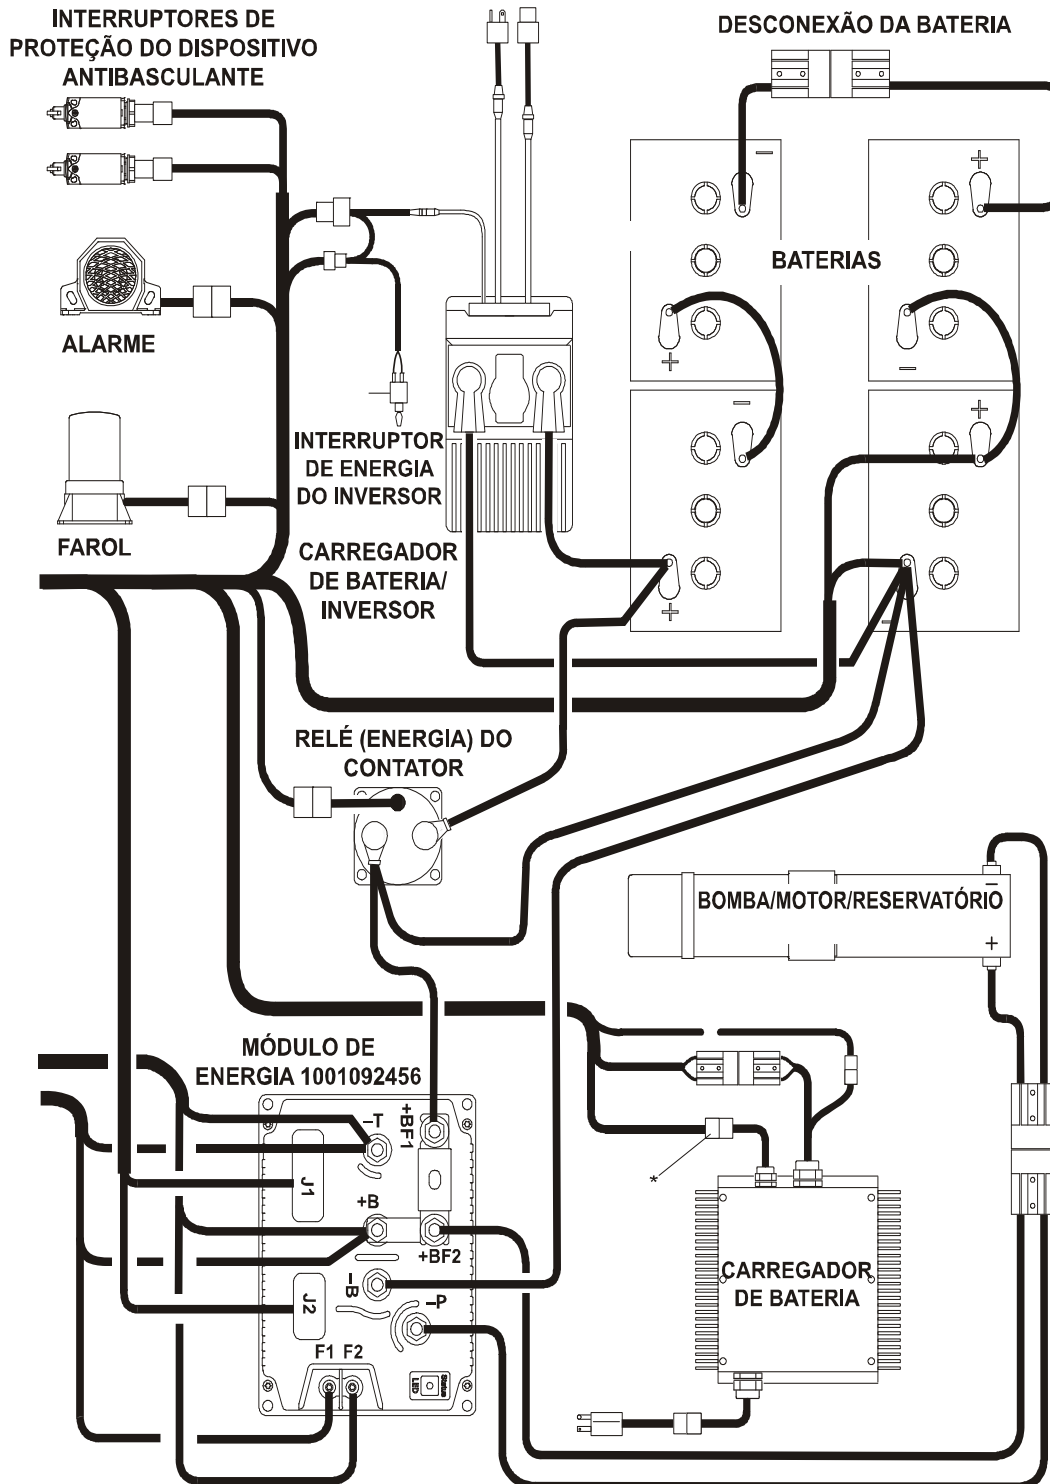 INTERRUPTORES DE
PROTEÇÃO DO DISPOSITIVO
ANTIBASCULANTE
DESCONEXÃO DA BATERIA
–
+
BATERIAS
ALARME
+
–
–
+
INTERRUPTOR
DE ENERGIA
DO INVERSOR
FAROL
CARREGADOR
DE BATERIA/
INVERSOR
+
–
RELÉ (ENERGIA) DO
CONTATOR
–
BOMBA/MOTOR/RESERVATÓRIO
+
MÓDULO DE
ENERGIA 1001092456
–T
+BF1
J1
*
+B
+BF2
–B
J2
–P
CARREGADOR
DE BATERIA
F1 F2
Status
LED